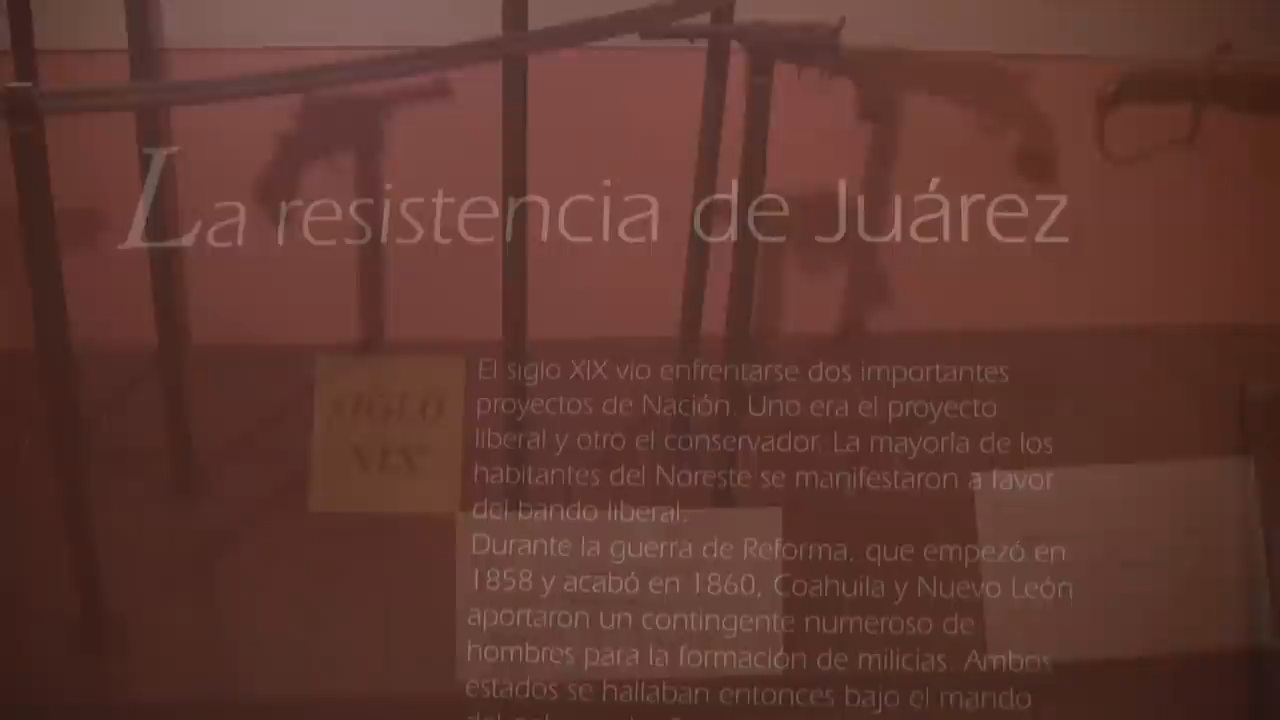 La resistencia de Juárez
El siglo XIX vio enfrentarse dos importantes
proyectos de Nación. Uno era el proyecto
liberal y otro el conservador. La mayoría de los
habitantes del Noreste se manifestaron a favor
del bando liberal.
Durante la guerra de Reforma, que empezó en
1858 y acabó en 1860, Coahuila y Nuevo León
aportaron un contingente numeroso de
hombres para la formación de milicias. Ambos
estados se hallaban entonces bajo el mando
SIGLO
XIX